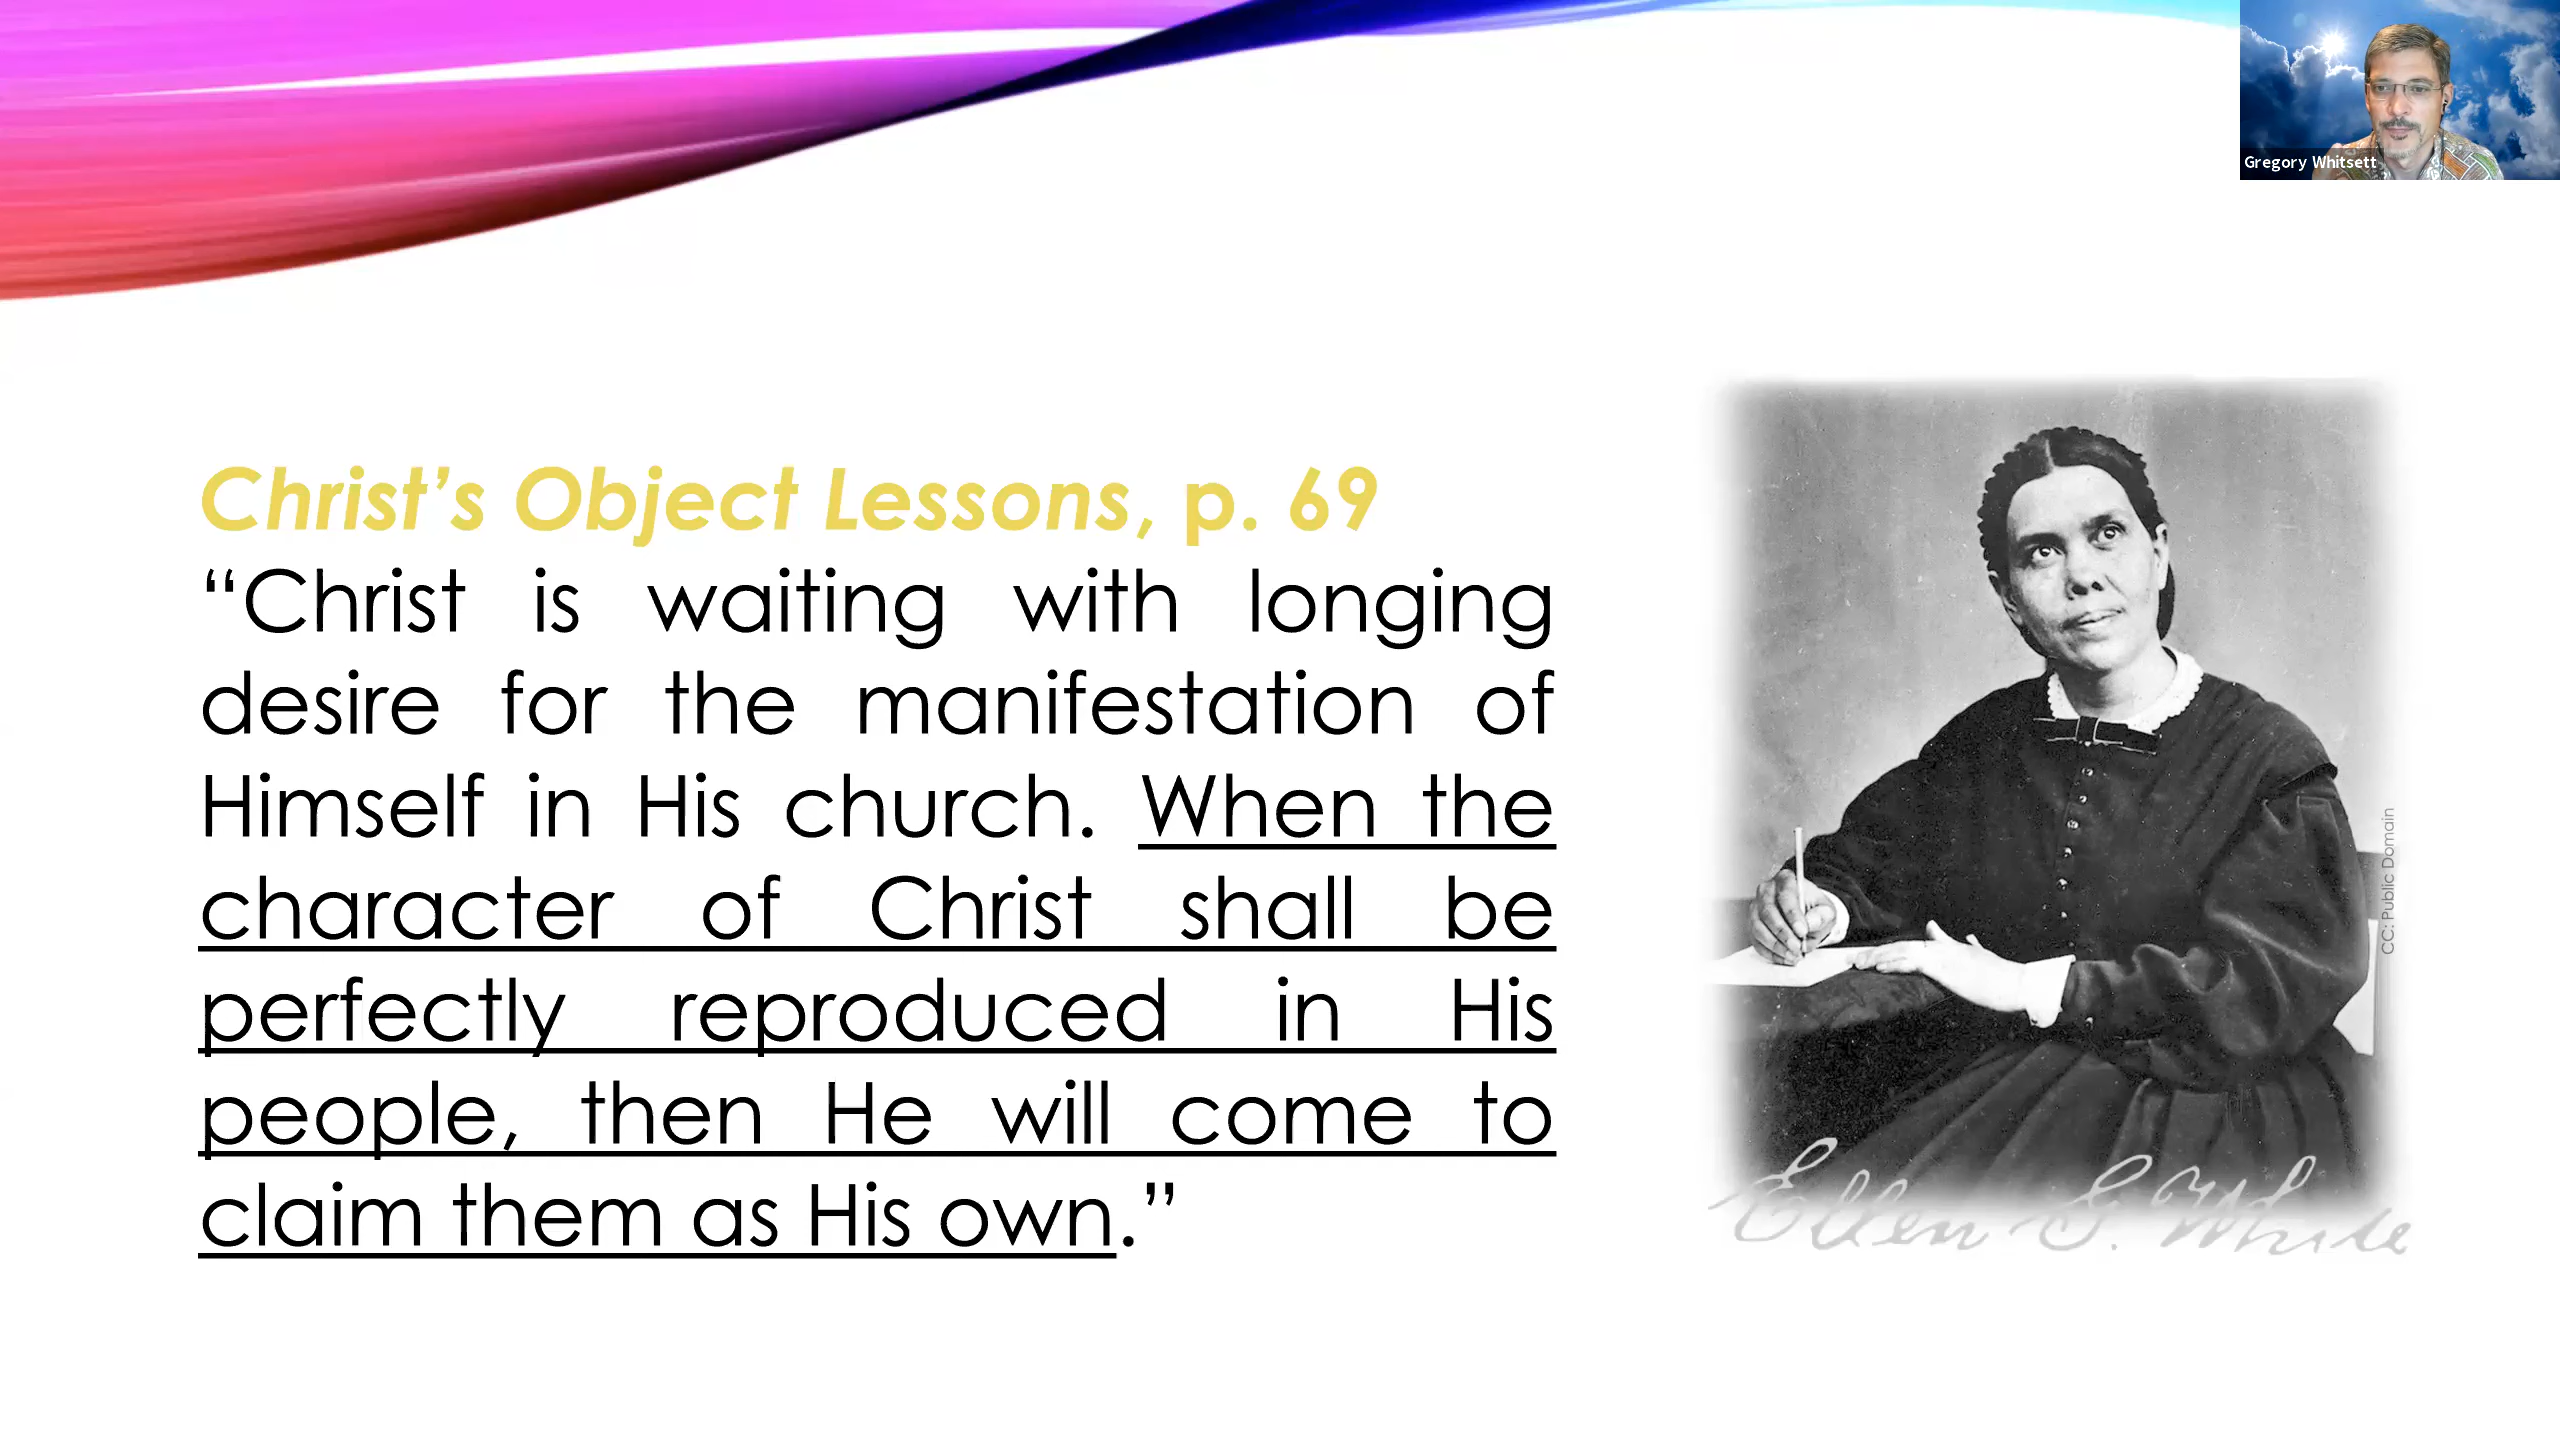 Gregory Whitsett
Christ’s Object Lessons, p. 69
“Christ is waiting with longing
desire for the manifestation of
Himself in His church. When the
character of Christ shall be
perfectly reproduced in His
people, then He will come to
claim them as His own.”
CC: Public Domain
Ellen G. White